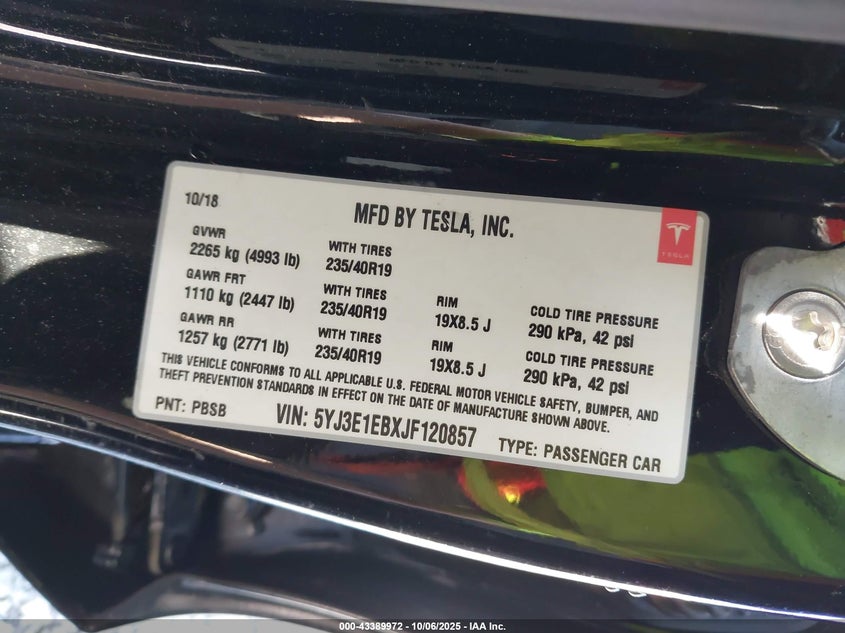 MFD BY TESLA, INC.
10/18
MFD BY TESLA, INC.
TESLA
GVWR
2265 kg (4993 lb)
WITH TIRES
235/40R19
GAWR FRT
1110 kg (2447 lb)
WITH TIRES
235/40R19
RIM
19X8.5 J
COLD TIRE PRESSURE
290 kPa, 42 psi
GAWR RR
1257 kg (2771 lb)
WITH TIRES
235/40R19
RIM
19X8.5 J
COLD TIRE PRESSURE
290 kPa, 42 psi
THIS VEHICLE CONFORMS TO ALL APPLICABLE U.S. FEDERAL MOTOR VEHICLE SAFETY, BUMPER, AND
THEFT PREVENTION STANDARDS IN EFFECT ON THE DATE OF MANUFACTURE SHOWN ABOVE.
PNT: PBSB
VIN: 5YJ3E1EBXJF120857
TYPE: PASSENGER CAR
000-43389972 - 10/06/2025 - IAA Inc.